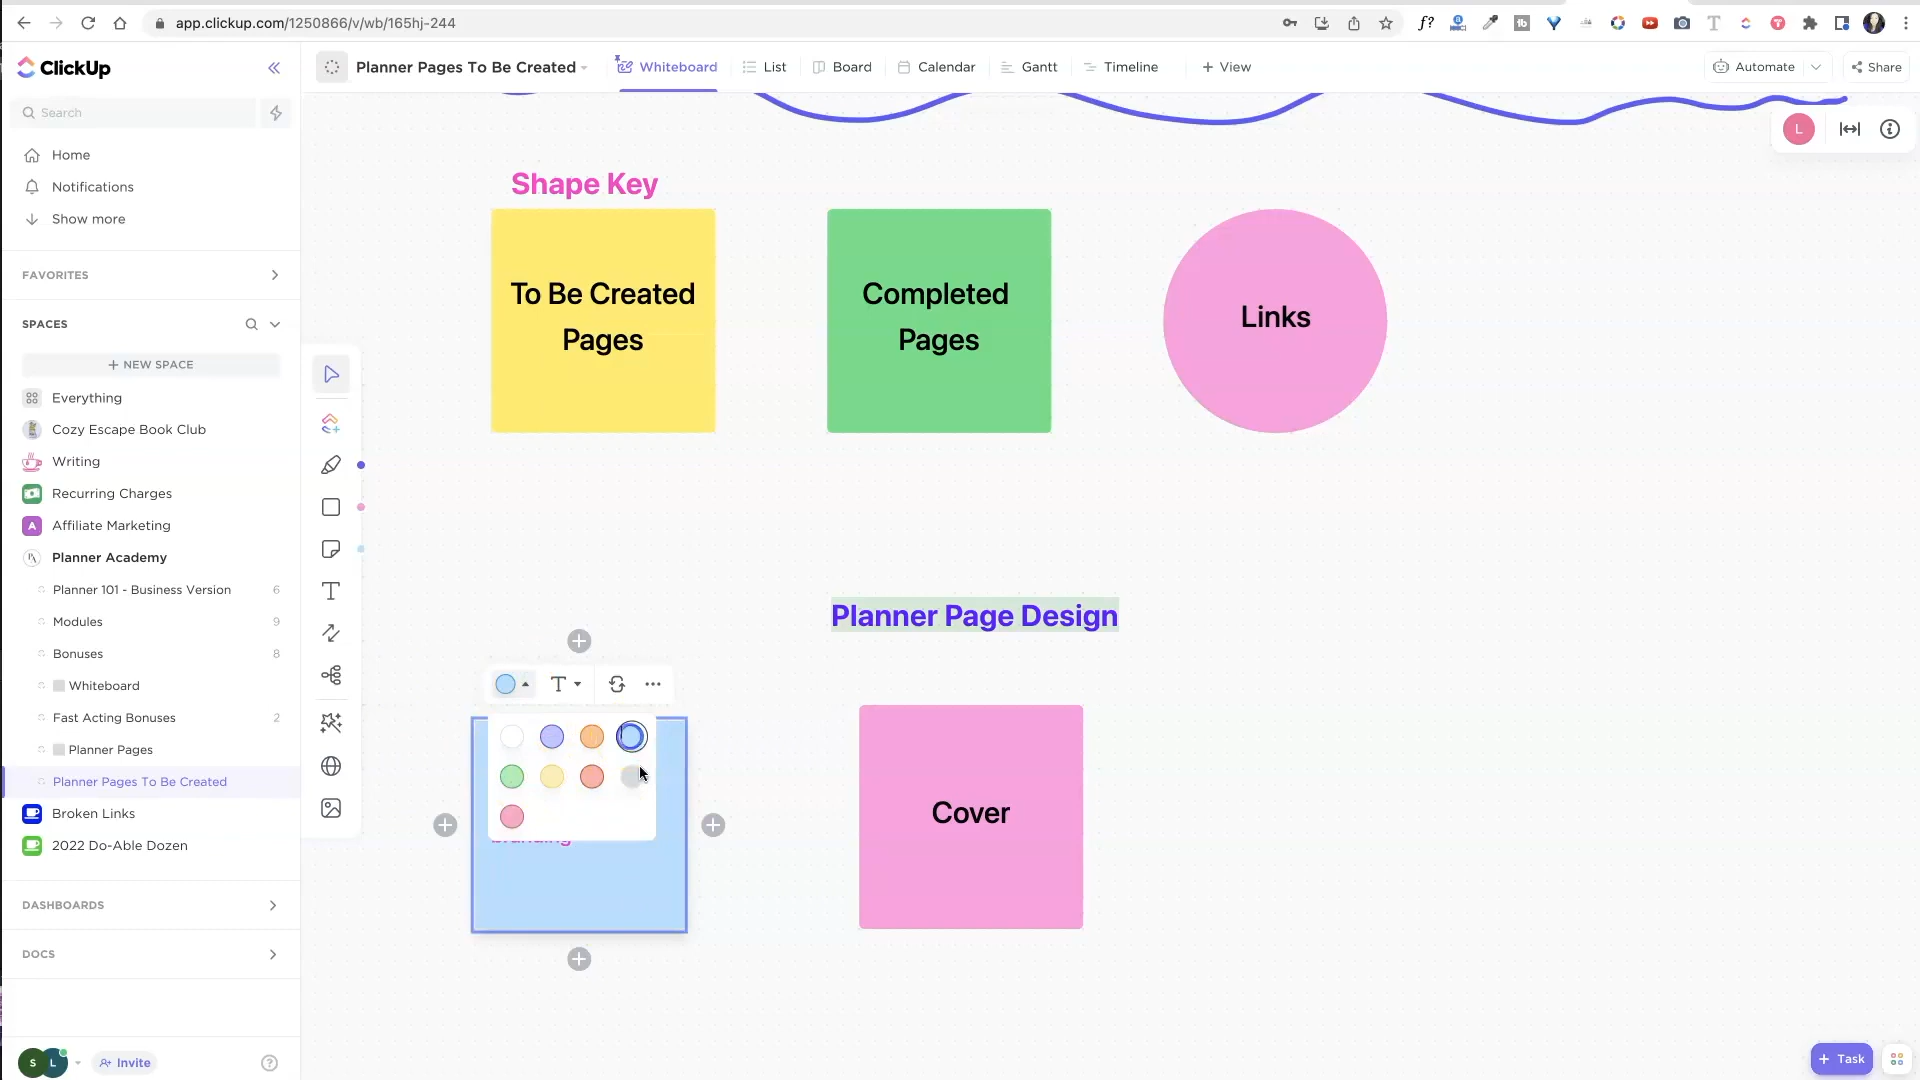 app.clickup.com/1250866/v/wb/165hj-244
ClickUp
Search
Home
Notifications
Show more
FAVORITES
SPACES
+ NEW SPACE
Everything
Cozy Escape Book Club
Writing
Recurring Charges
A Affiliate Marketing
Planner Academy
Planner 101 - Business Version 6
Modules 9
Bonuses 8
Whiteboard
Fast Acting Bonuses 2
Planner Pages
Planner Pages To Be Created
Broken Links
2022 Do-Able Dozen
DASHBOARDS
DOCS
S L Invite
Planner Pages To Be Created
Whiteboard
List
Board
Calendar
Gantt
Timeline
+ View
Automate
Share
L
Shape Key
To Be Created
Pages
Completed
Pages
Links
Planner Page Design
T
branding
Cover
+ Task